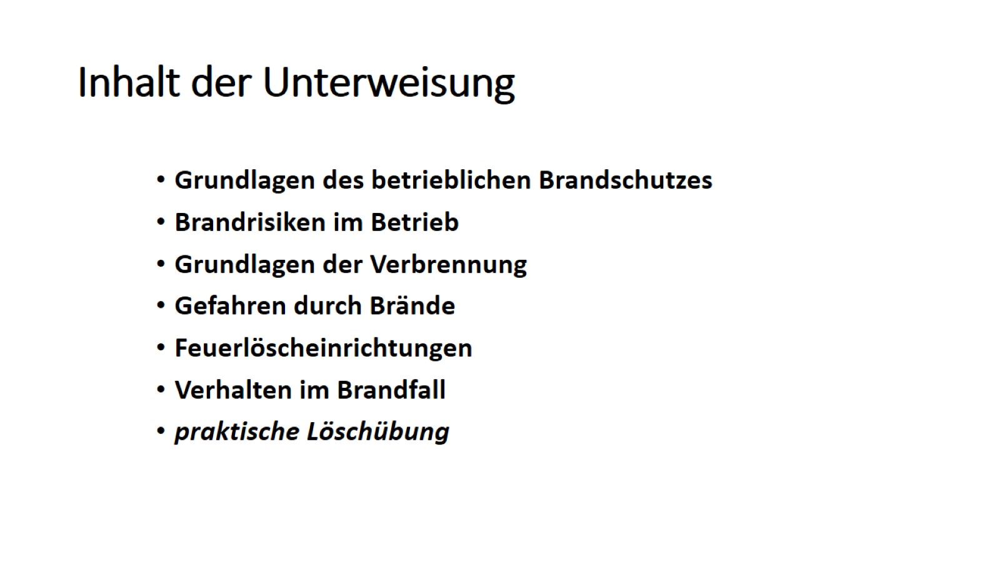 Inhalt der Unterweisung
• Grundlagen des betrieblichen Brandschutzes
• Brandrisiken im Betrieb
• Grundlagen der Verbrennung
• Gefahren durch Brände
• Feuerlöscheinrichtungen
• Verhalten im Brandfall
• praktische Löschübung